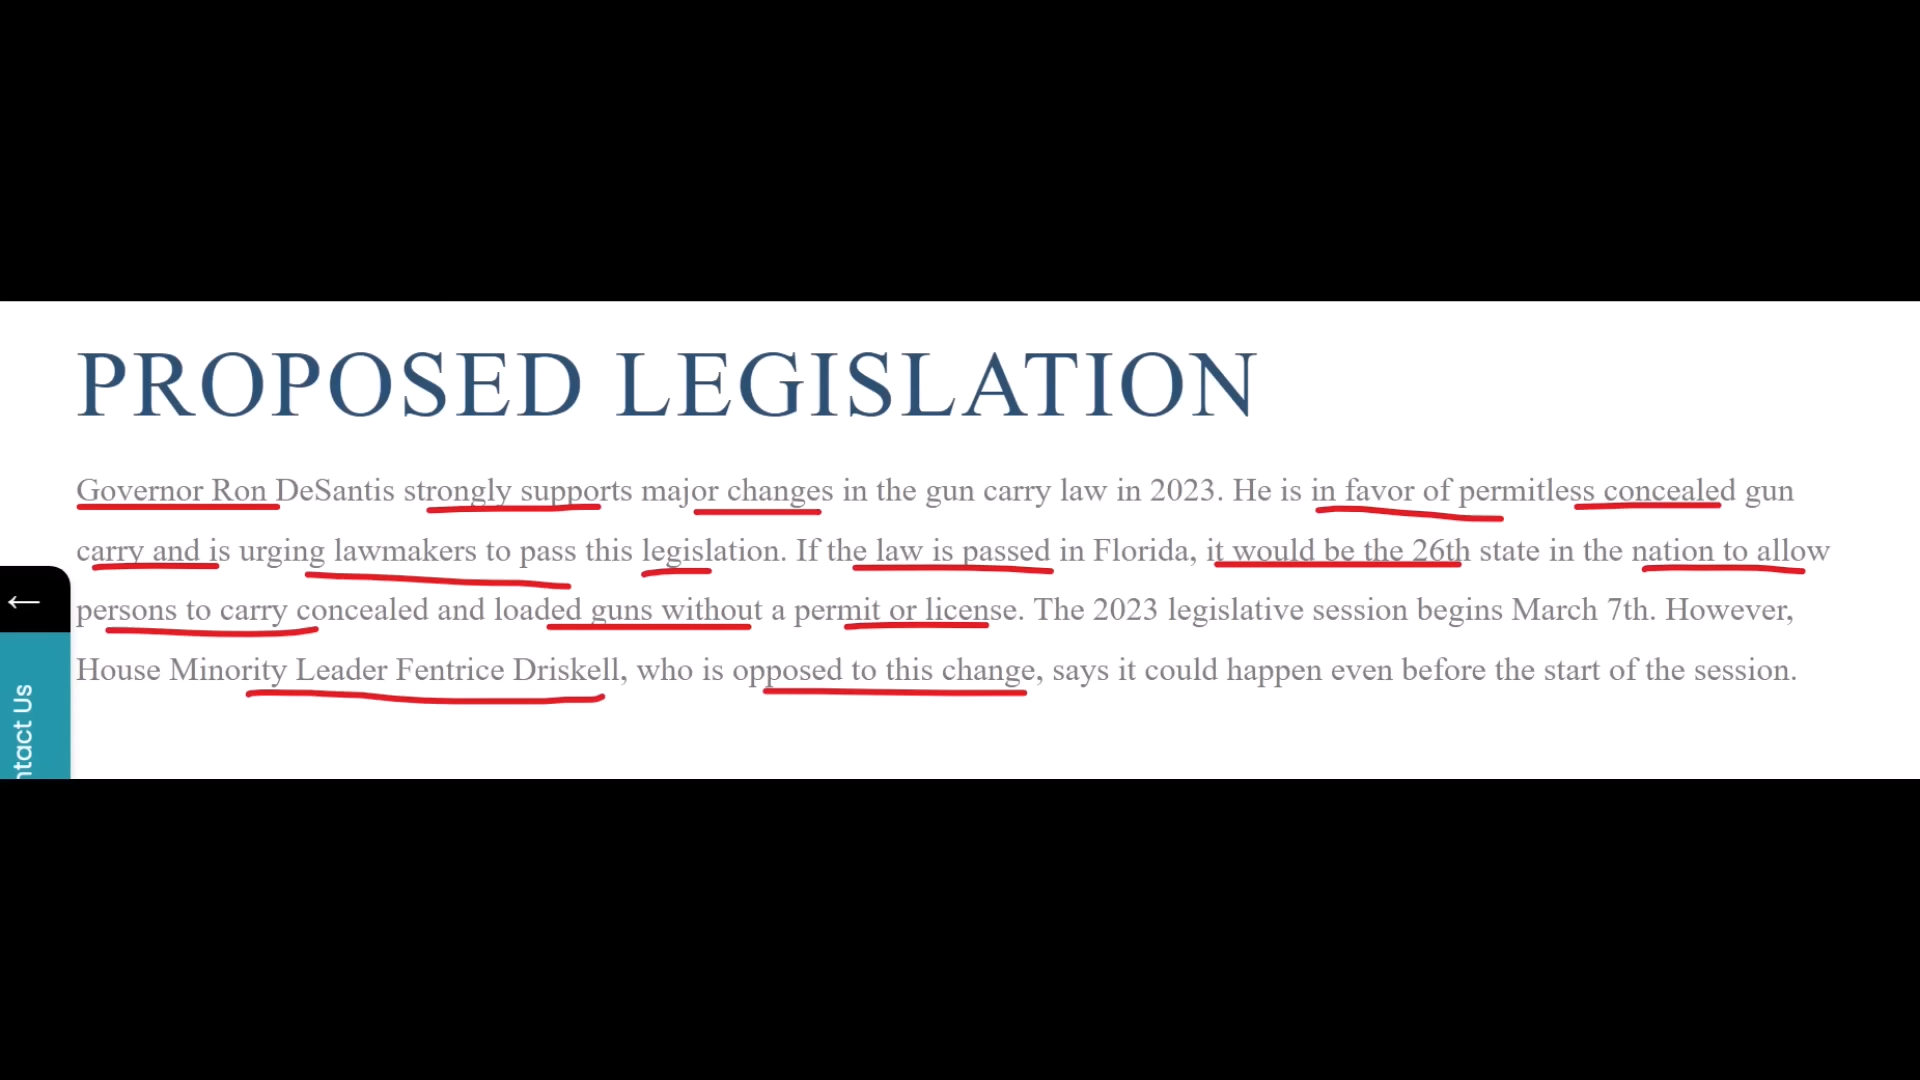 PROPOSED LEGISLATION
Governor Ron DeSantis strongly supports major changes in the gun carry law in 2023. He is in favor of permitless concealed gun
carry and is urging lawmakers to pass this legislation. If the law is passed in Florida, it would be the 26th state in the nation to allow
persons to carry concealed and loaded guns without a permit or license. The 2023 legislative session begins March 7th. However,
House Minority Leader Fentrice Driskell, who is opposed to this change, says it could happen even before the start of the session.
ntact Us